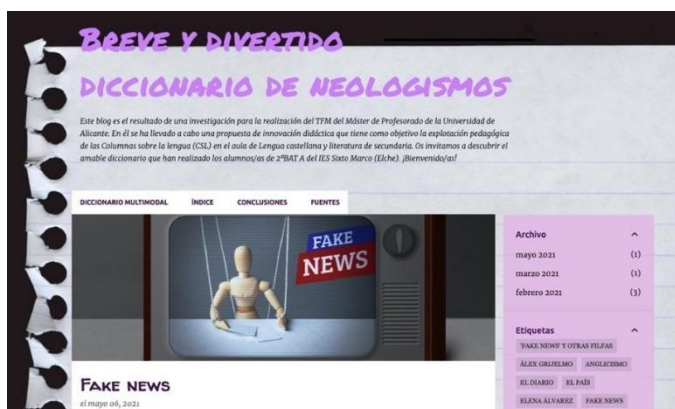 Breve y divertido
diccionario de neologismos
Este blog es el resultado de una investigación para la realización del TFM del Máster de Profesorado de la Universidad de
Alicante. En él se ha llevado a cabo una propuesta de innovación didáctica que tiene como objetivo la explotación pedagógica
de las Columnas sobre la lengua (CSL) en el aula de Lengua castellana y literatura de secundaria. Os invitamos a descubrir el
amable diccionario que han realizado los alumnos/as de 2ºBAT A del IES Sixto Marco (Elche). ¡Bienvenido/as!
DICCIONARIO MULTIMODAL ÍNDICE CONCLUSIONES FUENTES
FAKE
NEWS
Fake news
el mayo 06, 2021
Archivo
mayo 2021 (1)
marzo 2021 (1)
febrero 2021 (3)
Etiquetas
'FAKE NEWS' Y OTRAS FILFAS
ÁLEX GRIJELMO ANGLICISMO
EL DIARIO EL PAÍS
ELENA ÁLVAREZ FAKE NEWS